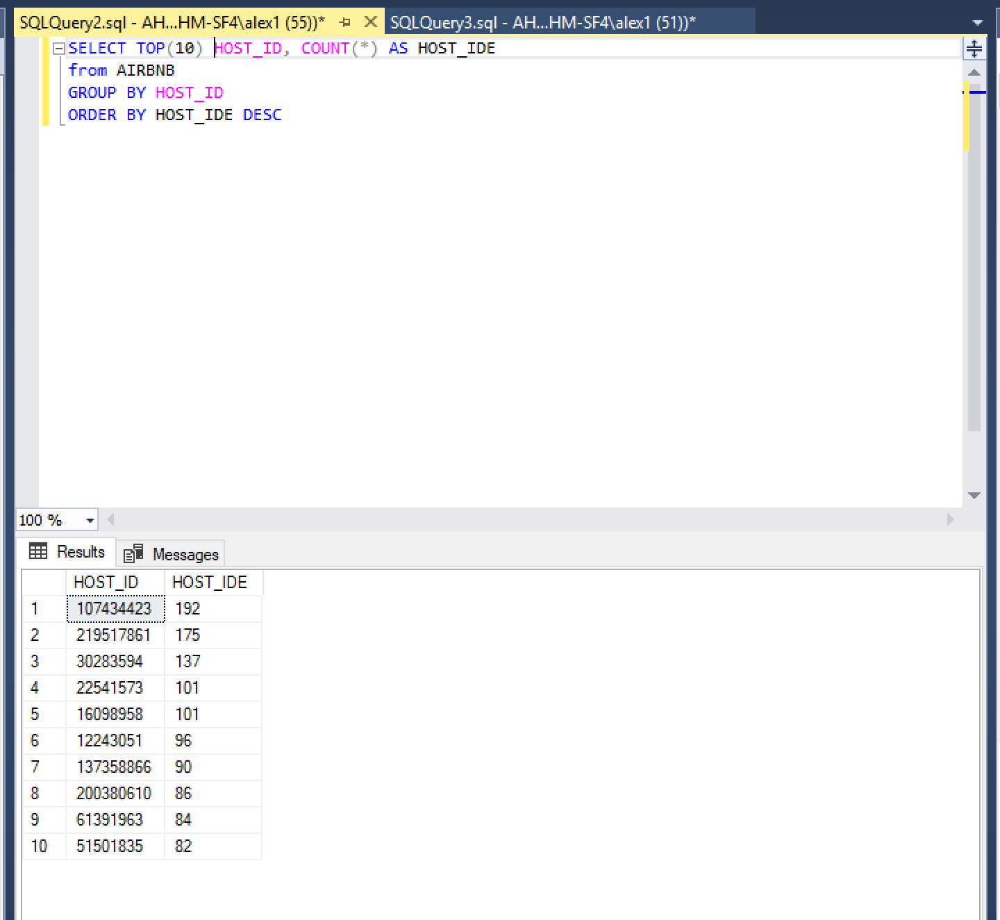 SQLQuery2.sql - AH...HM-SF4\alex1 (55))* SQLQuery3.sql - AH...HM-SF4\alex1 (51))*
SELECT TOP(10) HOST_ID, COUNT(*) AS HOST_IDE
from AIRBNB
GROUP BY HOST_ID
ORDER BY HOST_IDE DESC
100 %
Results Messages
HOST_ID HOST_IDE
1 107434423 192
2 219517861 175
3 30283594 137
4 22541573 101
5 16098958 101
6 12243051 96
7 137358866 90
8 200380610 86
9 61391963 84
10 51501835 82